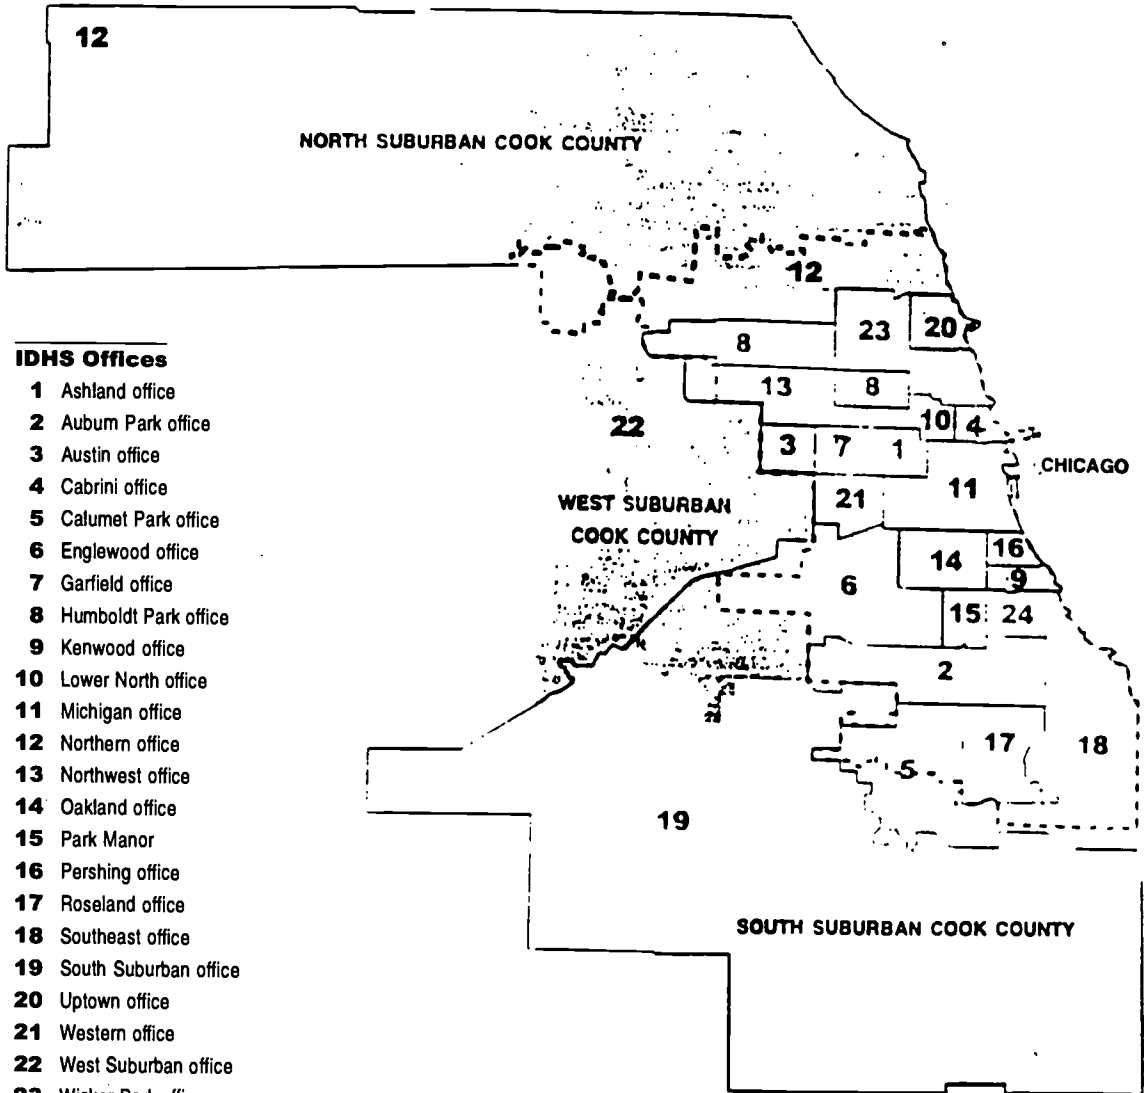 12
NORTH SUBURBAN COOK COUNTY
12
23
20
8
13
8
10
4
22
3
7
1
CHICAGO
11
WEST SUBURBAN
COOK COUNTY
21
16
14
9
6
15
24
2
17
18
5
19
SOUTH SUBURBAN COOK COUNTY
IDHS Offices
1 Ashland office
2 Auburn Park office
3 Austin office
4 Cabrini office
5 Calumet Park office
6 Englewood office
7 Garfield office
8 Humboldt Park office
9 Kenwood office
10 Lower North office
11 Michigan office
12 Northern office
13 Northwest office
14 Oakland office
15 Park Manor
16 Pershing office
17 Roseland office
18 Southeast office
19 South Suburban office
20 Uptown office
21 Western office
22 West Suburban office